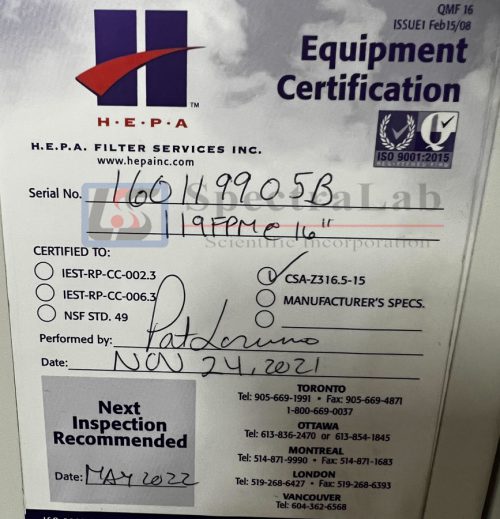 QMF 16
ISSUE1 Feb15/08
Equipment
Certification
H
TM
H·E·P·A
H.E.P.A. FILTER SERVICES INC.
www.hepainc.com
ISO 9001:2015
Serial No. 160119905B
SpectraLab
119FPM@ 16"
Scientific Incorporation
CERTIFIED TO:
IEST-RP-CC-002.3
CSA-Z316.5-15
IEST-RP-CC-006.3
MANUFACTURER'S SPECS.
NSF STD. 49
Performed by: Pat
Date: NOV 24, 2021
Next
Inspection
Recommended
Date: MAY 2022
TORONTO
Tel: 905-669-1991 • Fax: 905-669-4871
1-800-669-0037
OTTAWA
Tel: 613-836-2470 or 613-854-1845
MONTREAL
Tel: 514-871-9990 • Fax: 514-871-1683
LONDON
Tel: 519-268-6427 • Fax: 519-268-6393
VANCOUVER
Tel: 604-362-6568